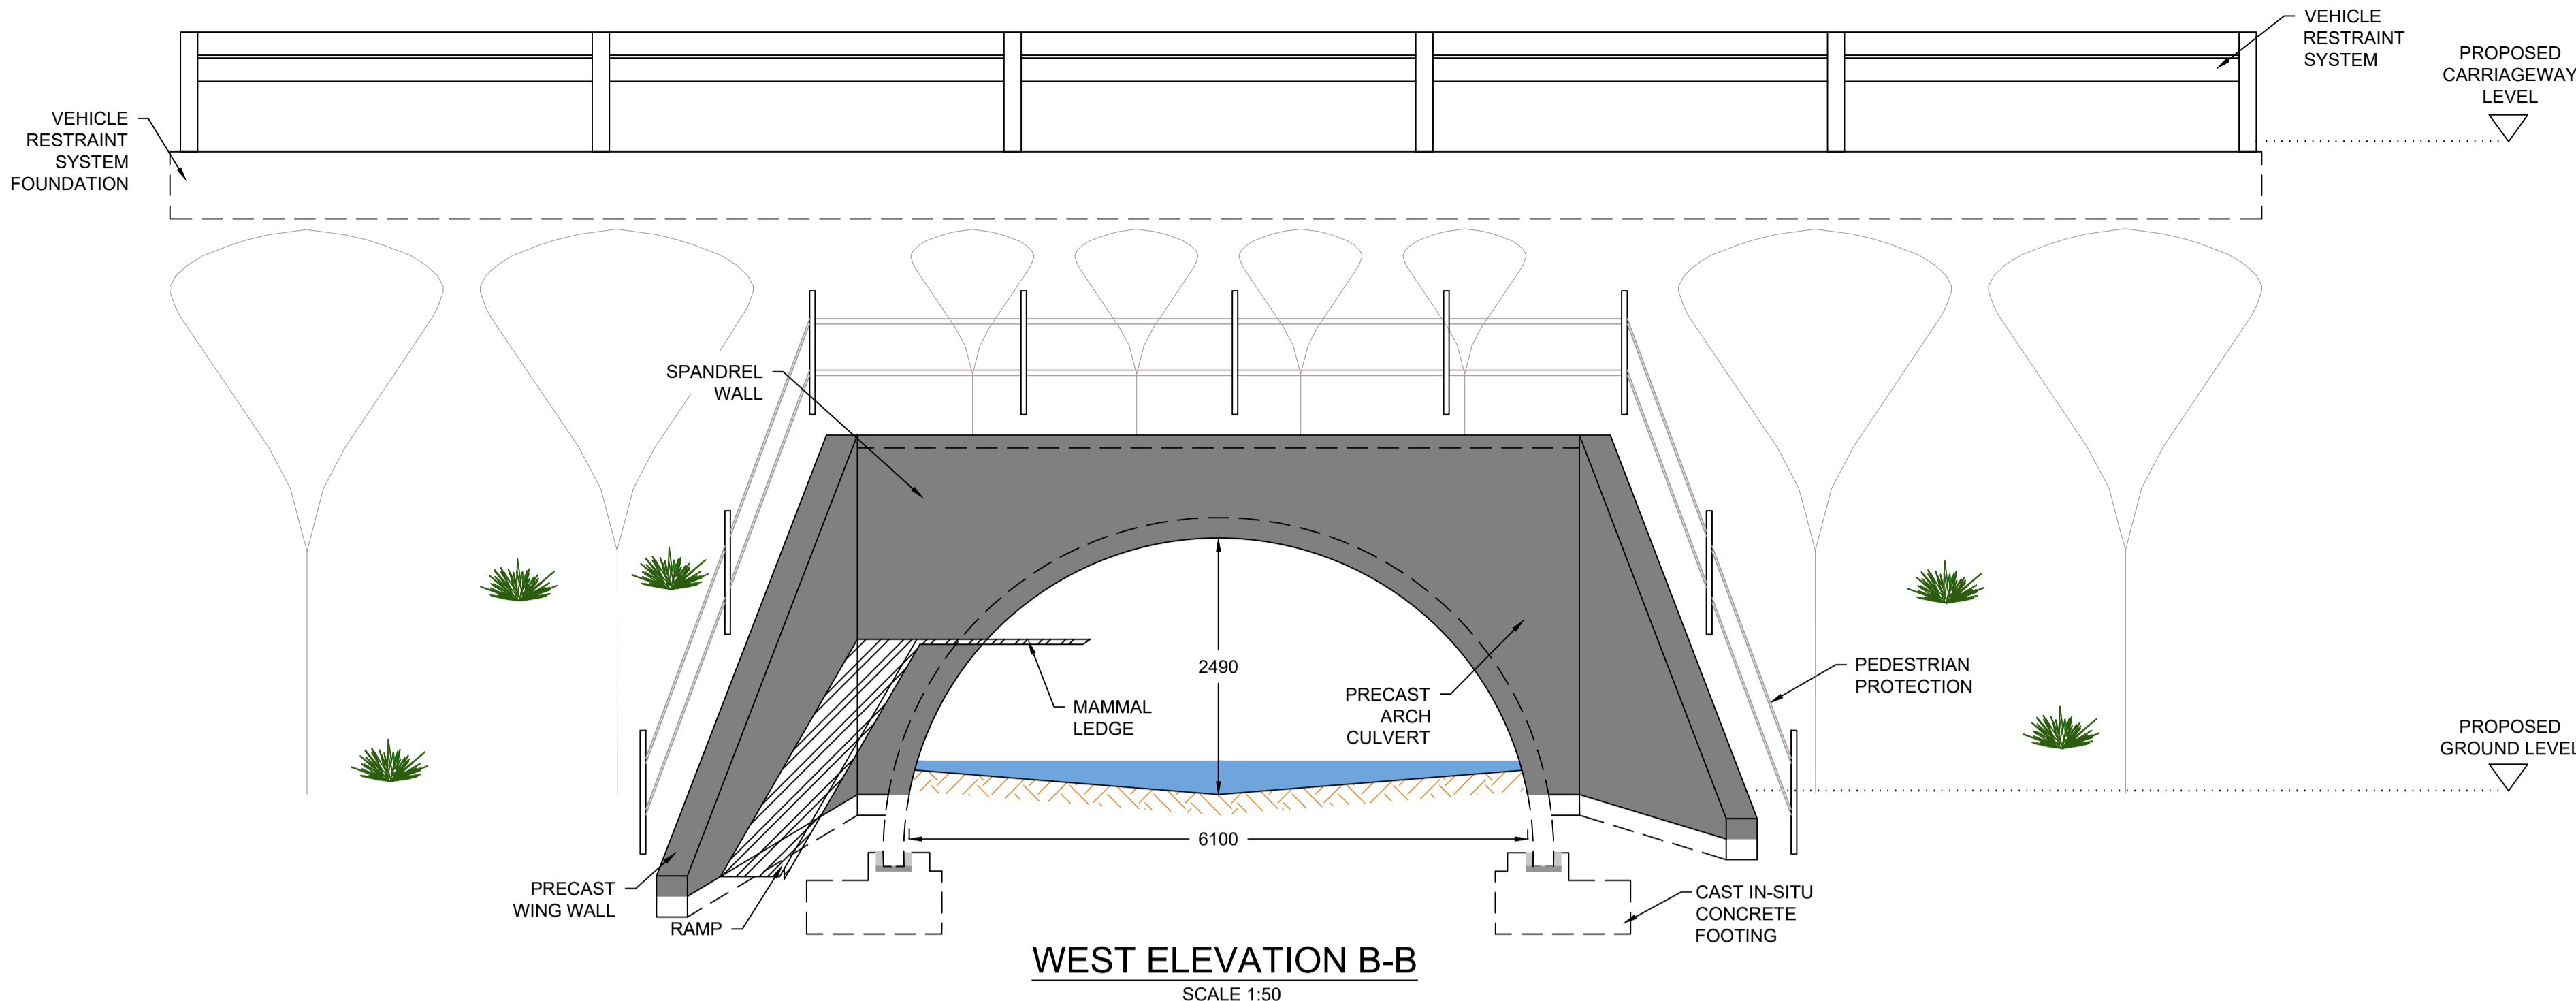 VEHICLE
RESTRAINT
SYSTEM
PROPOSED
CARRIAGEWAY
LEVEL
VEHICLE
RESTRAINT
SYSTEM
FOUNDATION
SPANDREL
WALL
2490
MAMMAL
LEDGE
PRECAST
ARCH
CULVERT
PEDESTRIAN
PROTECTION
PROPOSED
GROUND LEVEL
6100
PRECAST
WING WALL
RAMP
CAST IN-SITU
CONCRETE
FOOTING
WEST ELEVATION B-B
SCALE 1:50